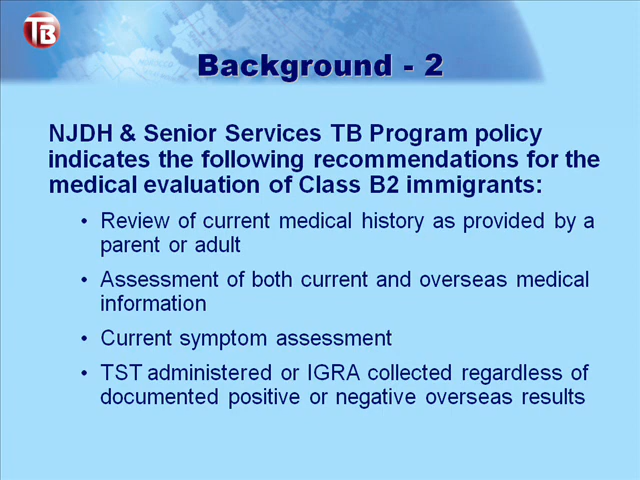 TB
Background - 2
NJDH & Senior Services TB Program policy
indicates the following recommendations for the
medical evaluation of Class B2 immigrants:
• Review of current medical history as provided by a
parent or adult
• Assessment of both current and overseas medical
information
• Current symptom assessment
• TST administered or IGRA collected regardless of
documented positive or negative overseas results